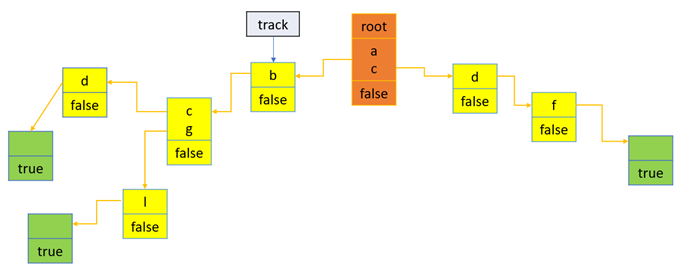 track
root
a
c
false
b
false
d
false
c
g
false
d
false
f
false
true
true
l
false
true